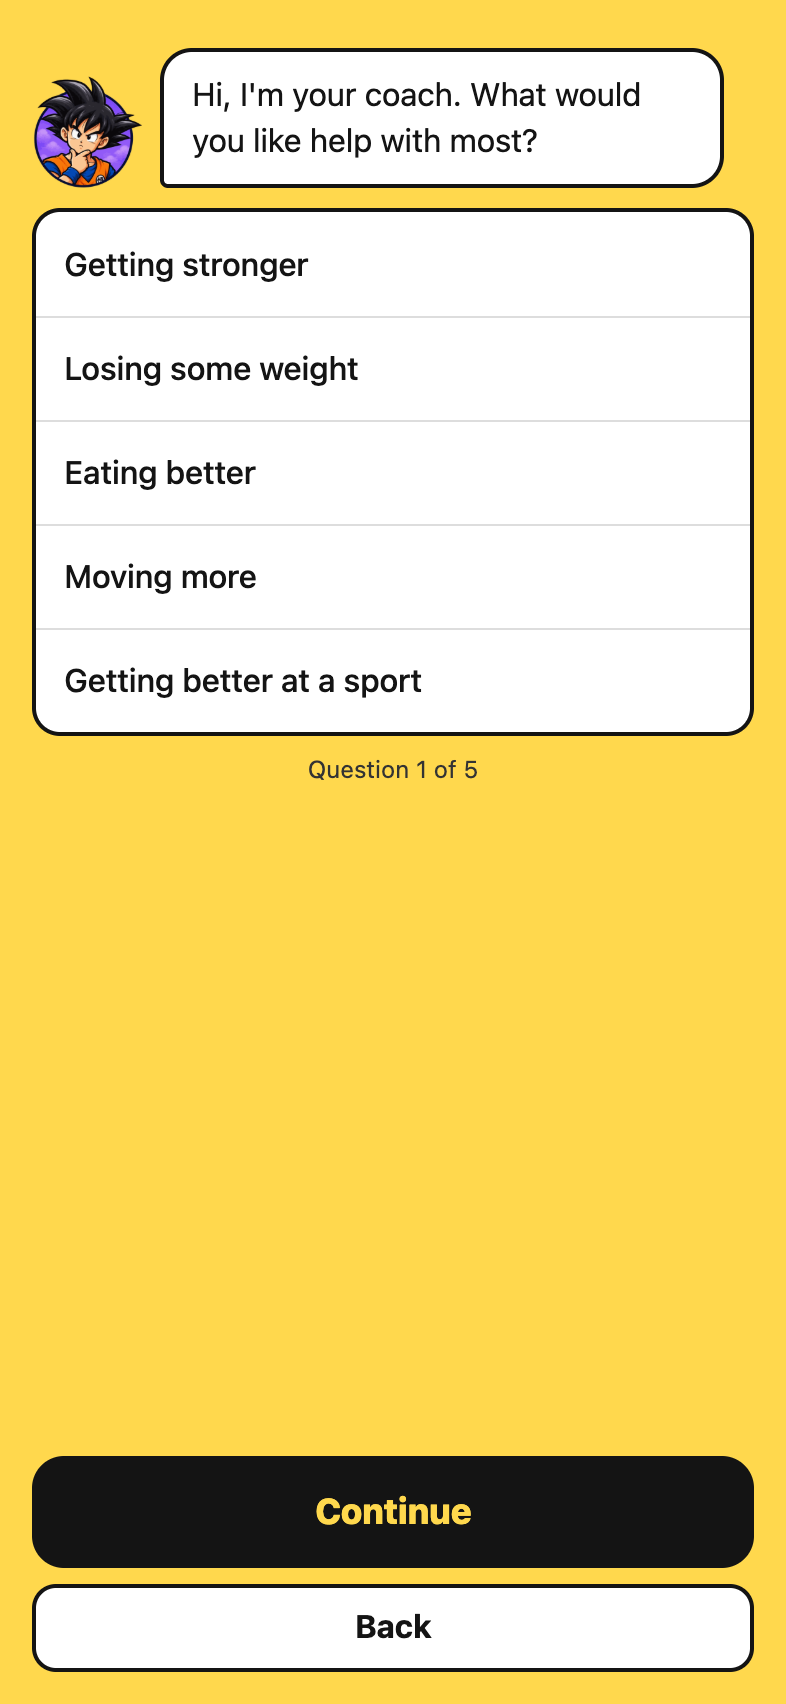 Hi, I'm your coach. What would
you like help with most?
Getting stronger
Losing some weight
Eating better
Moving more
Getting better at a sport
Question 1 of 5
Continue
Back